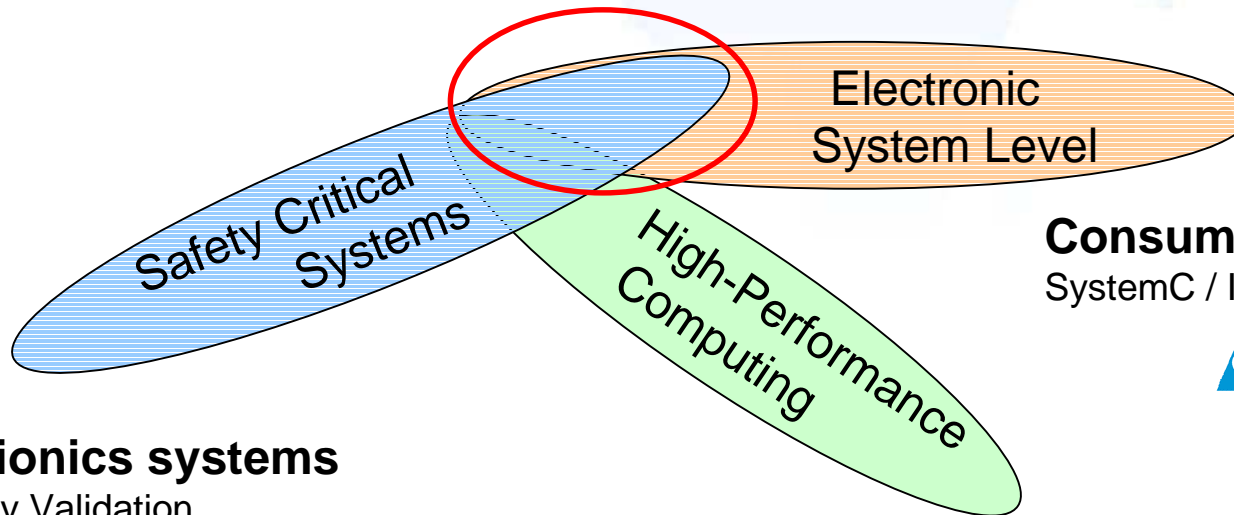 Electronic
System Level
Safety Critical
Systems
High-Performance
Computing
Consum
SystemC / I
ionics systems
y Validation